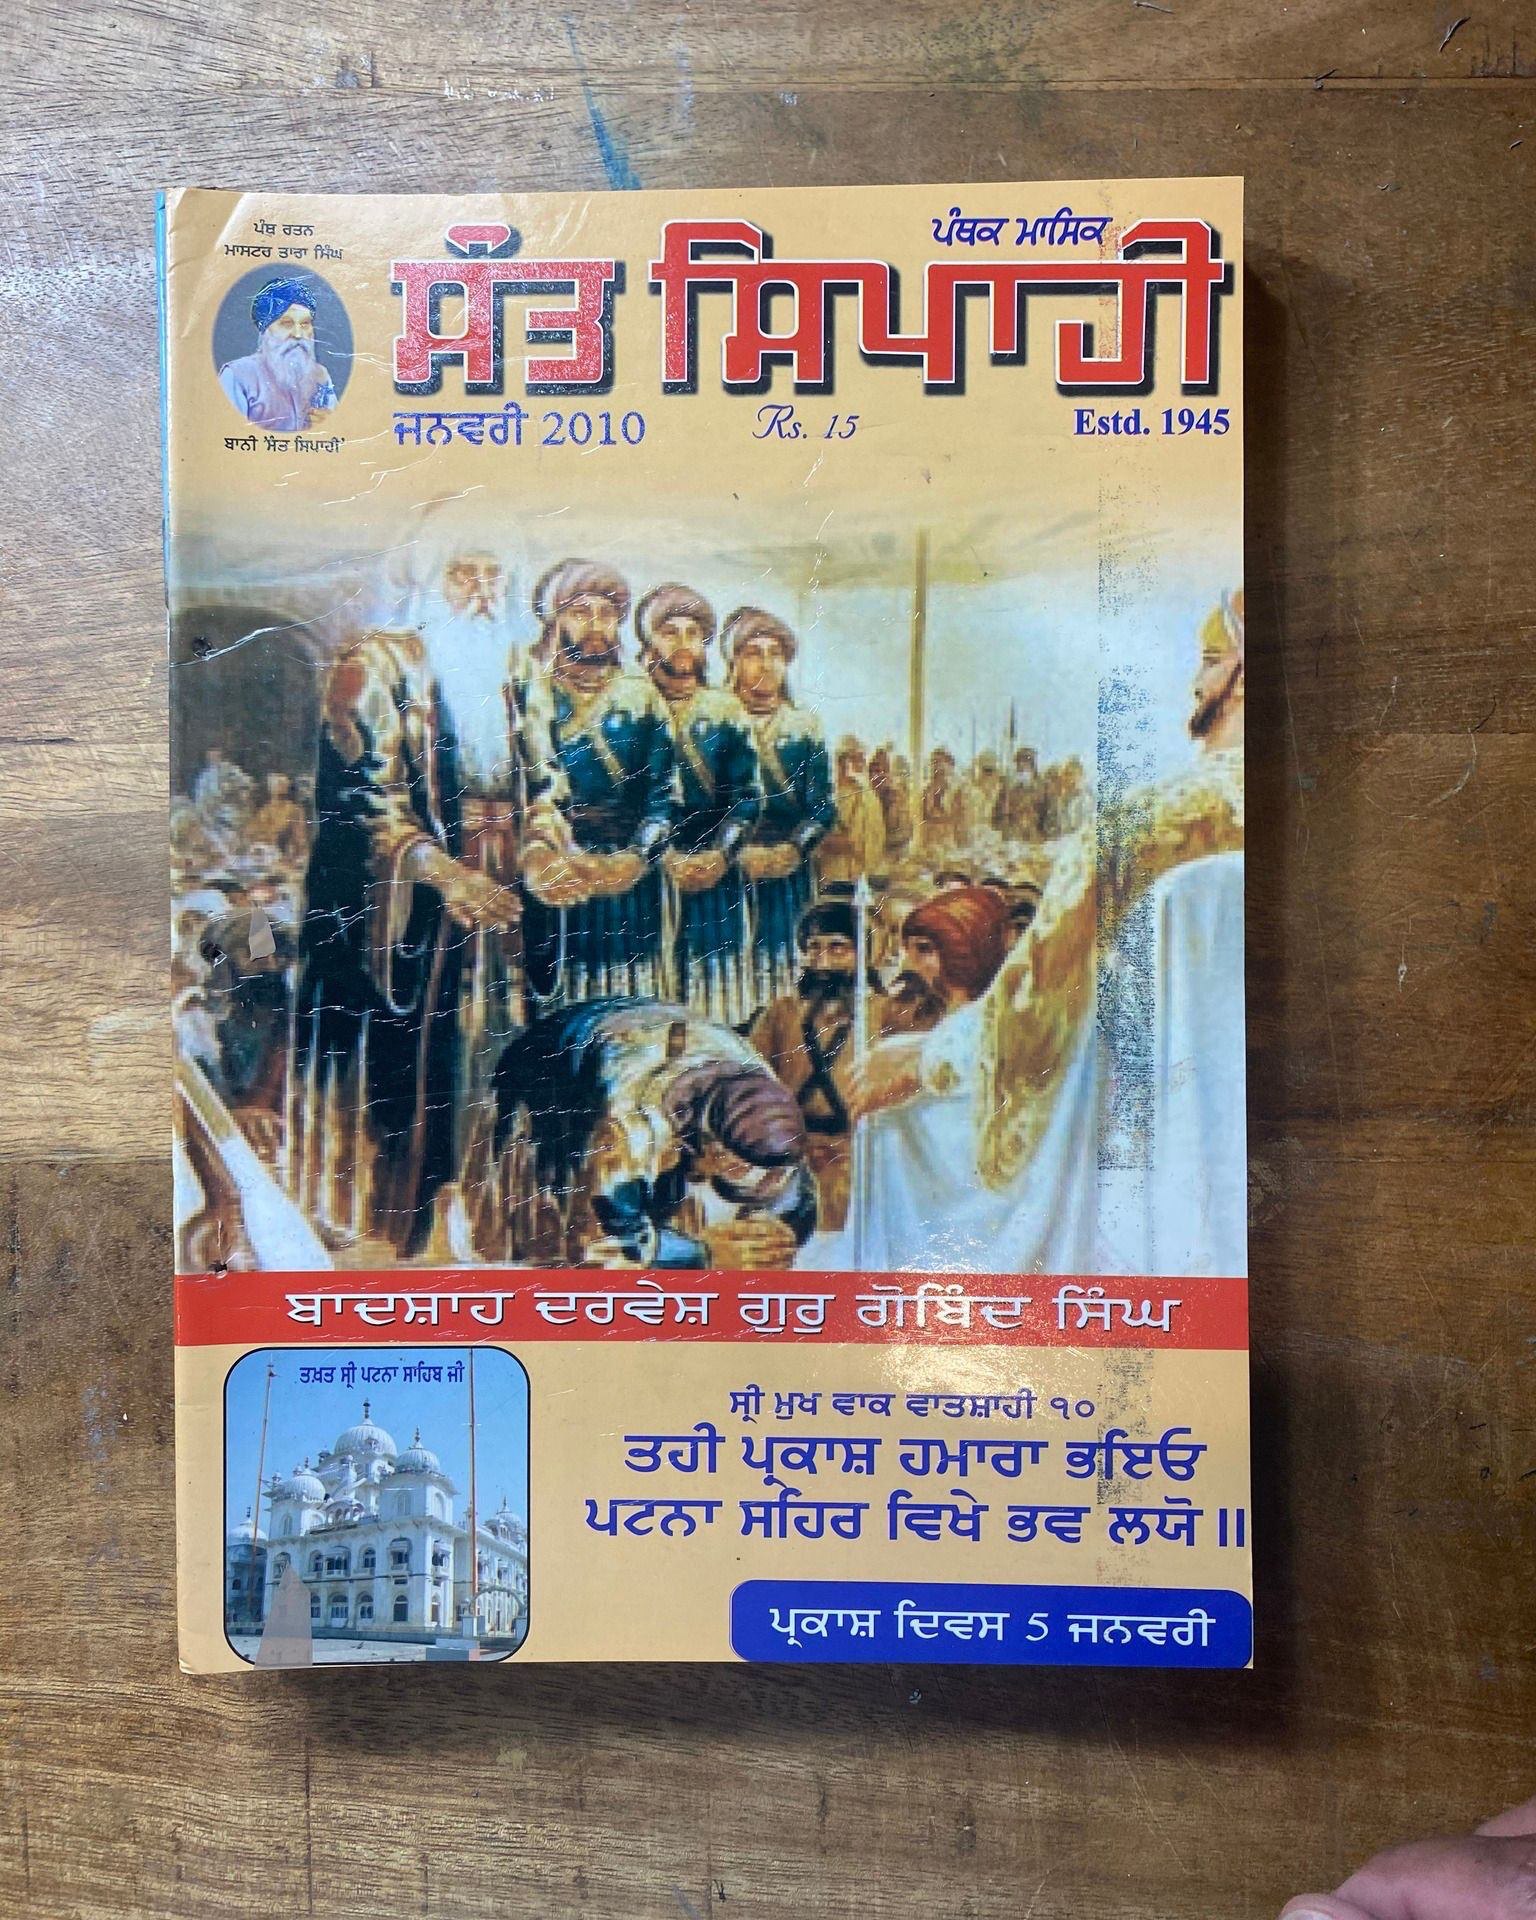 ਪੰਥ ਰਤਨ
ਮਾਸਟਰ ਤਾਰਾ ਸਿੰਘ
ਬਾਨੀ 'ਸੰਤ ਸਿਪਾਹੀ'
ਪੰਥਕ ਮਾਸਿਕ
ਸੰਤ ਸਿਪਾਹੀ
ਜਨਵਰੀ 2010 Rs. 15 Estd. 1945
ਬਾਦਸ਼ਾਹ ਦਰਵੇਸ਼ ਗੁਰੂ ਗੋਬਿੰਦ ਸਿੰਘ
ਤਖ਼ਤ ਸ੍ਰੀ ਪਟਨਾ ਸਾਹਿਬ ਜੀ
ਸ੍ਰੀ ਮੁਖ ਵਾਕ ਵਾਤਸ਼ਾਹੀ ੧੦
ਤਹੀ ਪ੍ਰਕਾਸ਼ ਹਮਾਰਾ ਭਇਓ
ਪਟਨਾ ਸਹਿਰ ਵਿਖੇ ਭਵ ਲਯੋ ॥
ਪ੍ਰਕਾਸ਼ ਦਿਵਸ 5 ਜਨਵਰੀ